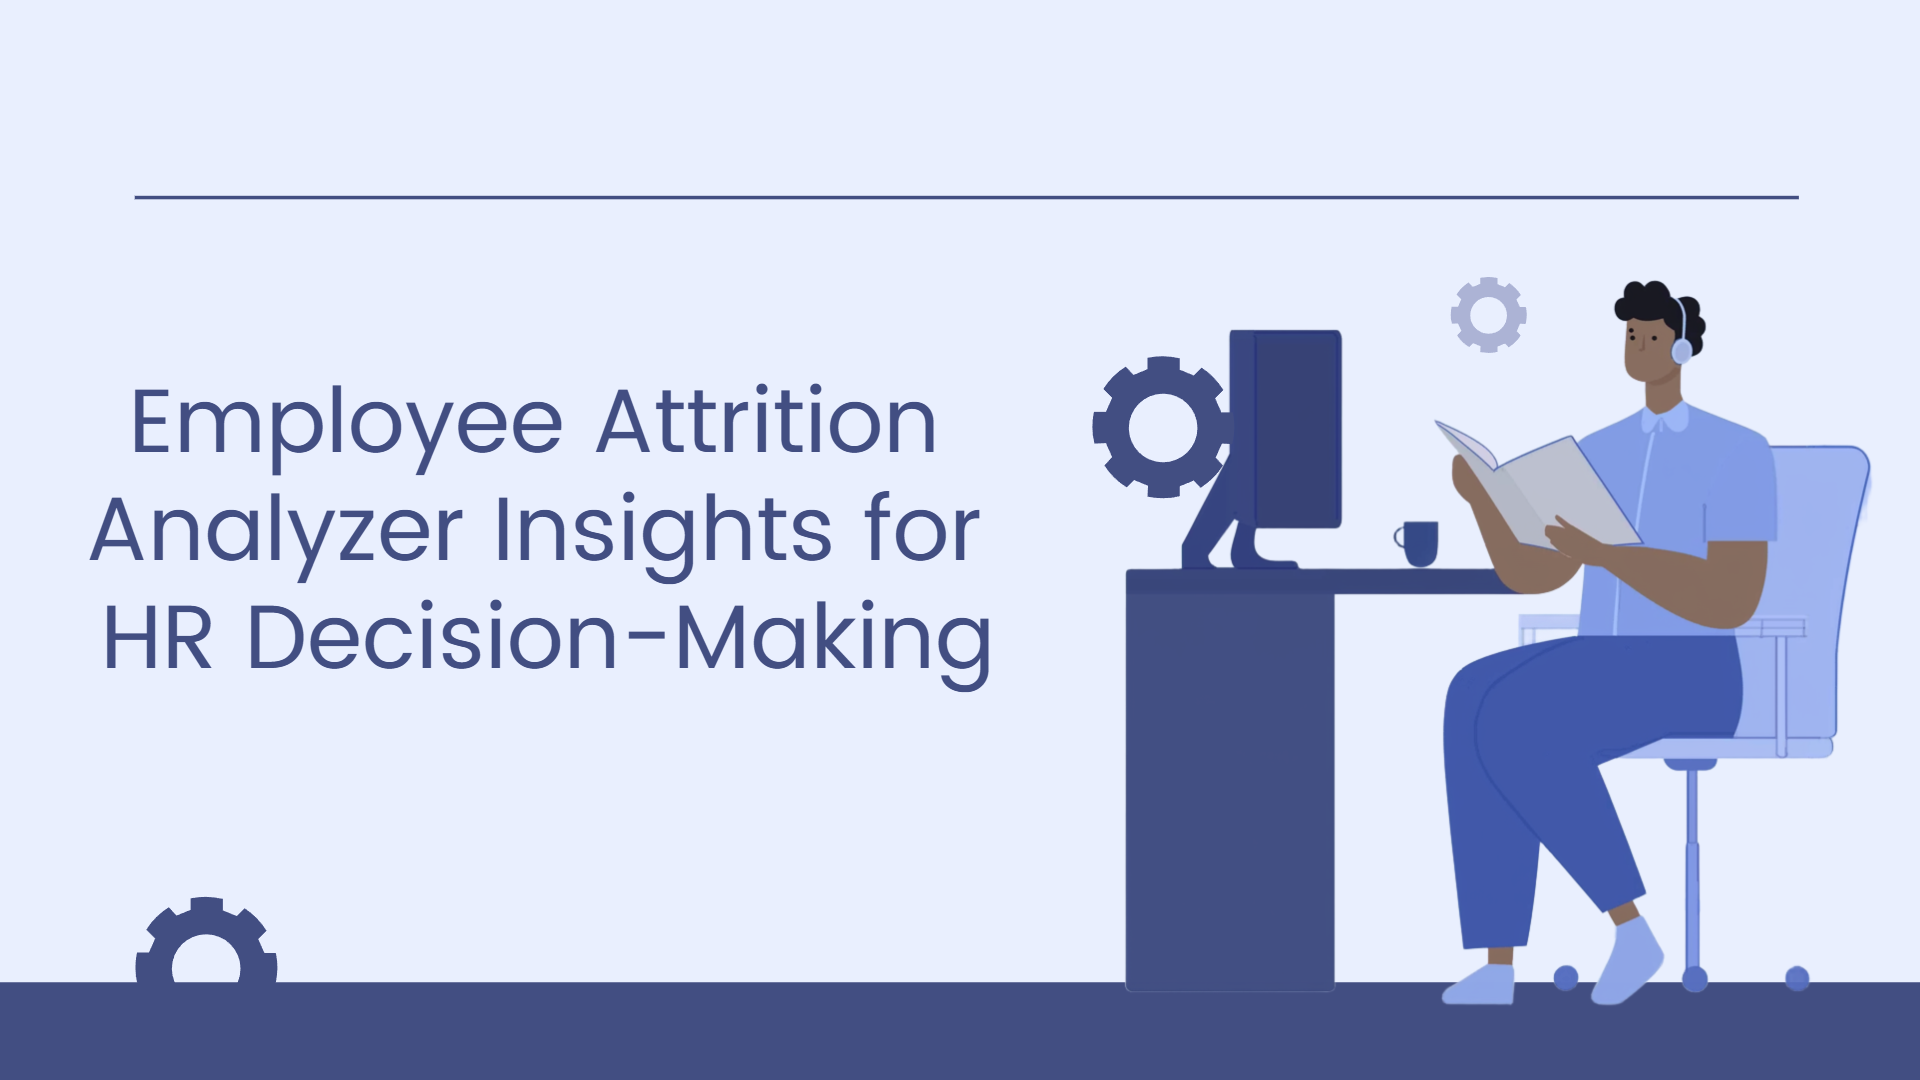 Employee Attrition
Analyzer Insights for
HR Decision-Making